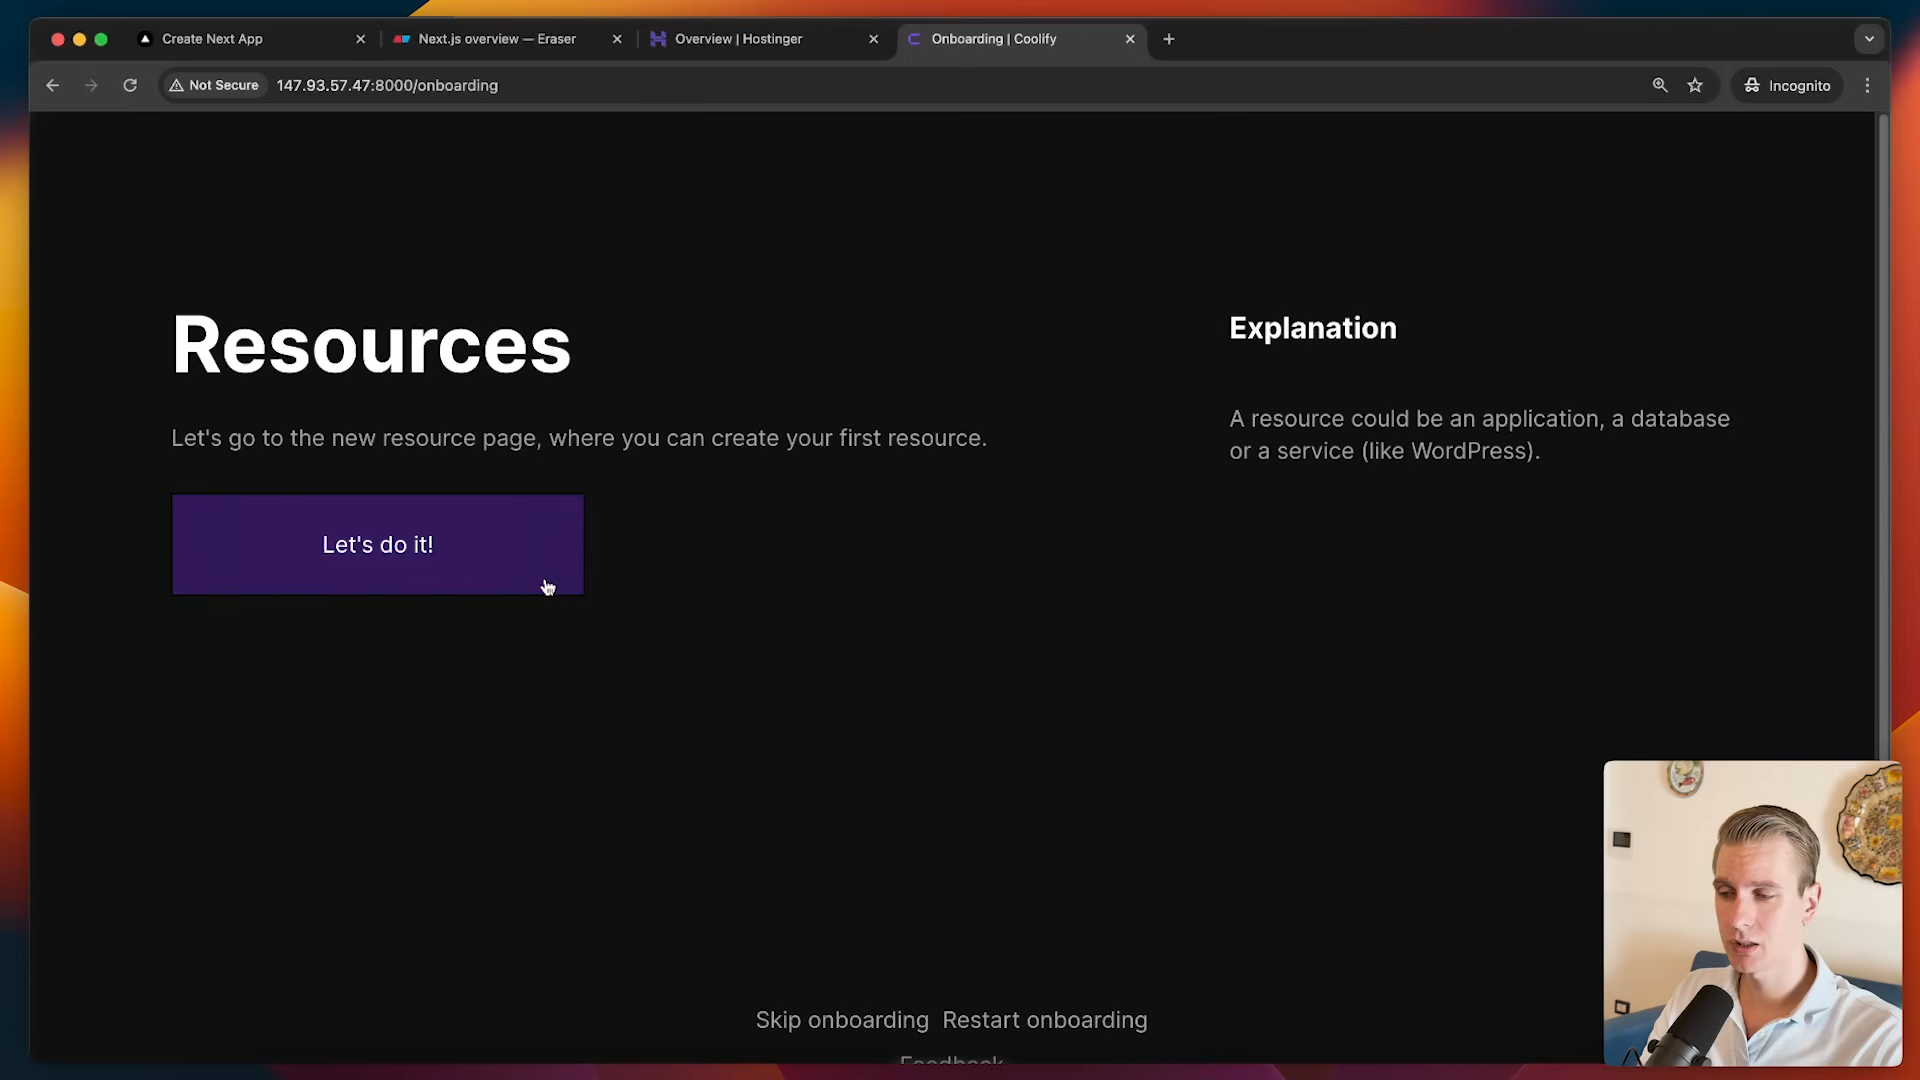 Create Next App
Next.js overview — Eraser
Overview | Hostinger
Onboarding | Coolify
Not Secure
147.93.57.47:8000/onboarding
Incognito
Resources
Let's go to the new resource page, where you can create your first resource.
Let's do it!
Explanation
A resource could be an application, a database
or a service (like WordPress).
Skip onboarding Restart onboarding
Feedback